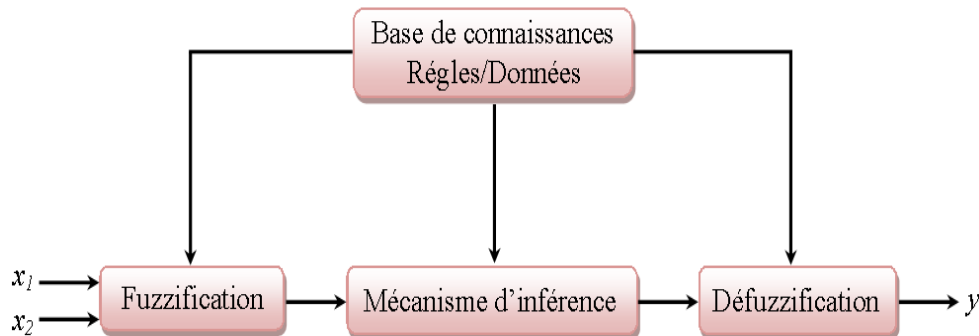 Base de connaissances
Régles/Données
x1
x2
Fuzzification
Mécanisme d'inférence
Défuzzification
y